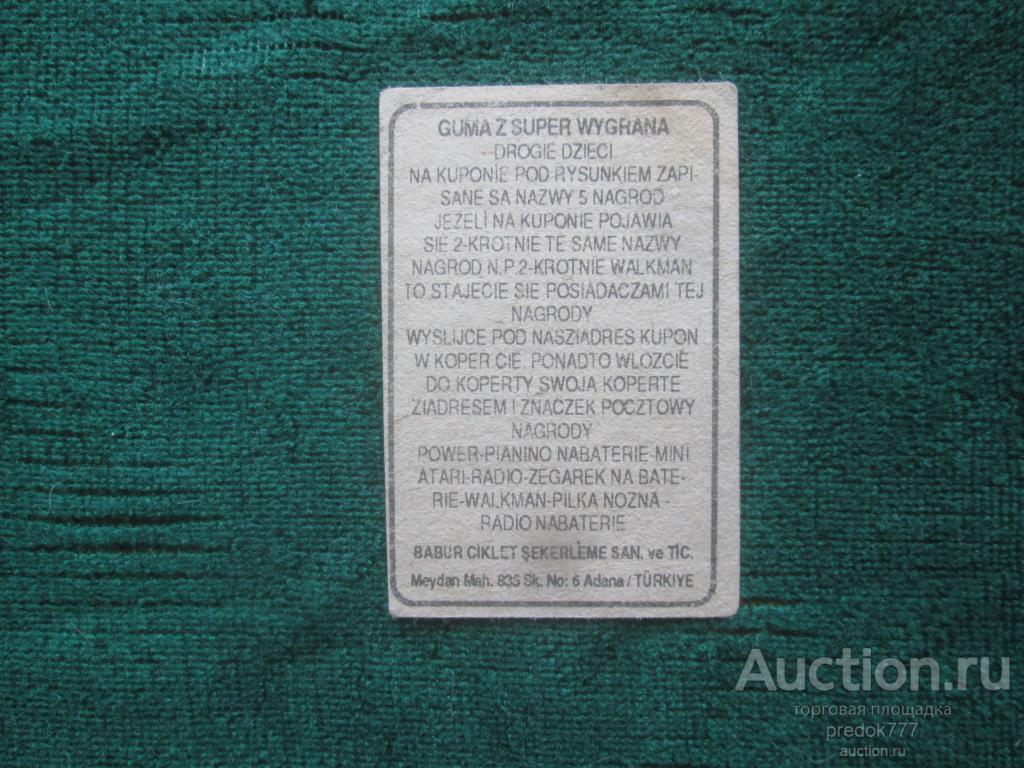 GUMA Z SUPER WYGRANA
DROGIE DZIECI
NA KUPONIE POD RYSUNKIEM ZAPI-
SANE SA NAZWY 5 NAGROD
JEZELI NA KUPONIE POJAWIA
SIE 2-KROTNIE TE SAME NAZWY
NAGROD N.P.2-KROTNIE WALKMAN
TO STAJECIE SIE POSIADACZAMI TEJ
NAGRODY
WYSLIJCE POD NASZIADRES KUPON
W KOPER CIE. PONADTO WLOZCIE
DO KOPERTY SWOJA KOPERTE
ZIADRESEM I ZNACZEK POCZTOWY
NAGRODY
POWER-PIANINO NABATERIE-MINI
ATARI-RADIO-ZEGAREK NA BATE-
RIE-WALKMAN-PILKA NOZNA -
RADIO NABATERIE
BABUR CİKLET ŞEKERLEME SAN. ve TİC.
Meydan Mah. 835 Sk. No: 6 Adana / TÜRKIYE
Auction.ru
торговая площадка
predok777
auction.ru